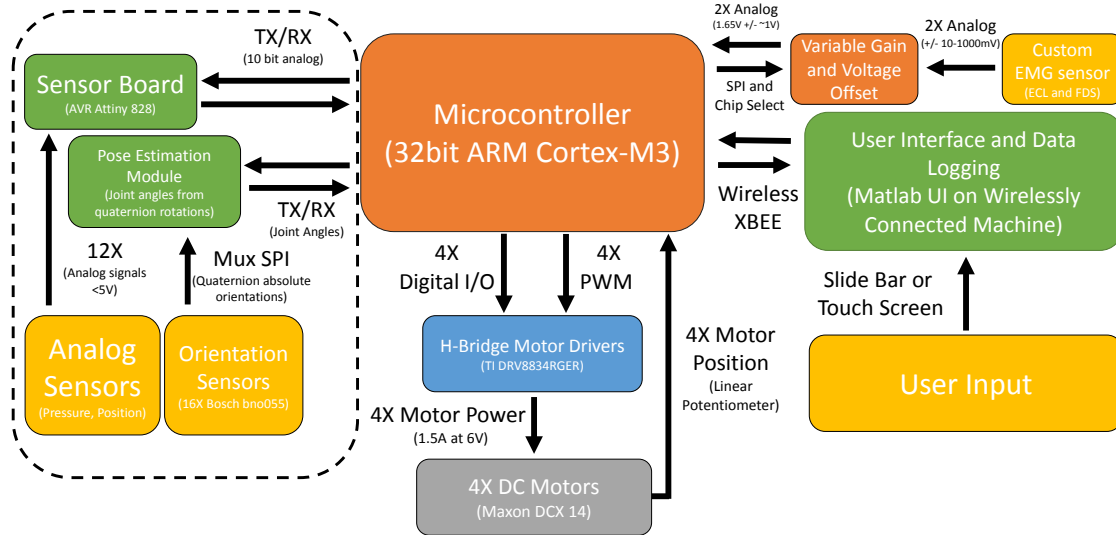 TX/RX
(10 bit analog)
Sensor Board
(AVR Attiny 828)
Pose Estimation
Module
(Joint angles from
quaternion rotations)
TX/RX
(Joint Angles)
12X
(Analog signals
<5V)
Mux SPI
(Quaternion absolute
orientations)
Analog
Sensors
(Pressure, Position)
Orientation
Sensors
(16X Bosch bno055)
Microcontroller
(32bit ARM Cortex-M3)
4X
Digital I/O
4X
PWM
H-Bridge Motor Drivers
(TI DRV8834RGER)
4X Motor Power
(1.5A at 6V)
4X DC Motors
(Maxon DCX 14)
4X Motor
Position
(Linear
Potentiometer)
2X Analog
(1.65V +/- ~1V)
SPI and
Chip Select
Variable Gain
and Voltage
Offset
2X Analog
(+/- 10-1000mV)
Custom
EMG sensor
(ECL and FDS)
Wireless
XBEE
User Interface and Data
Logging
(Matlab UI on Wirelessly
Connected Machine)
Slide Bar or
Touch Screen
User Input